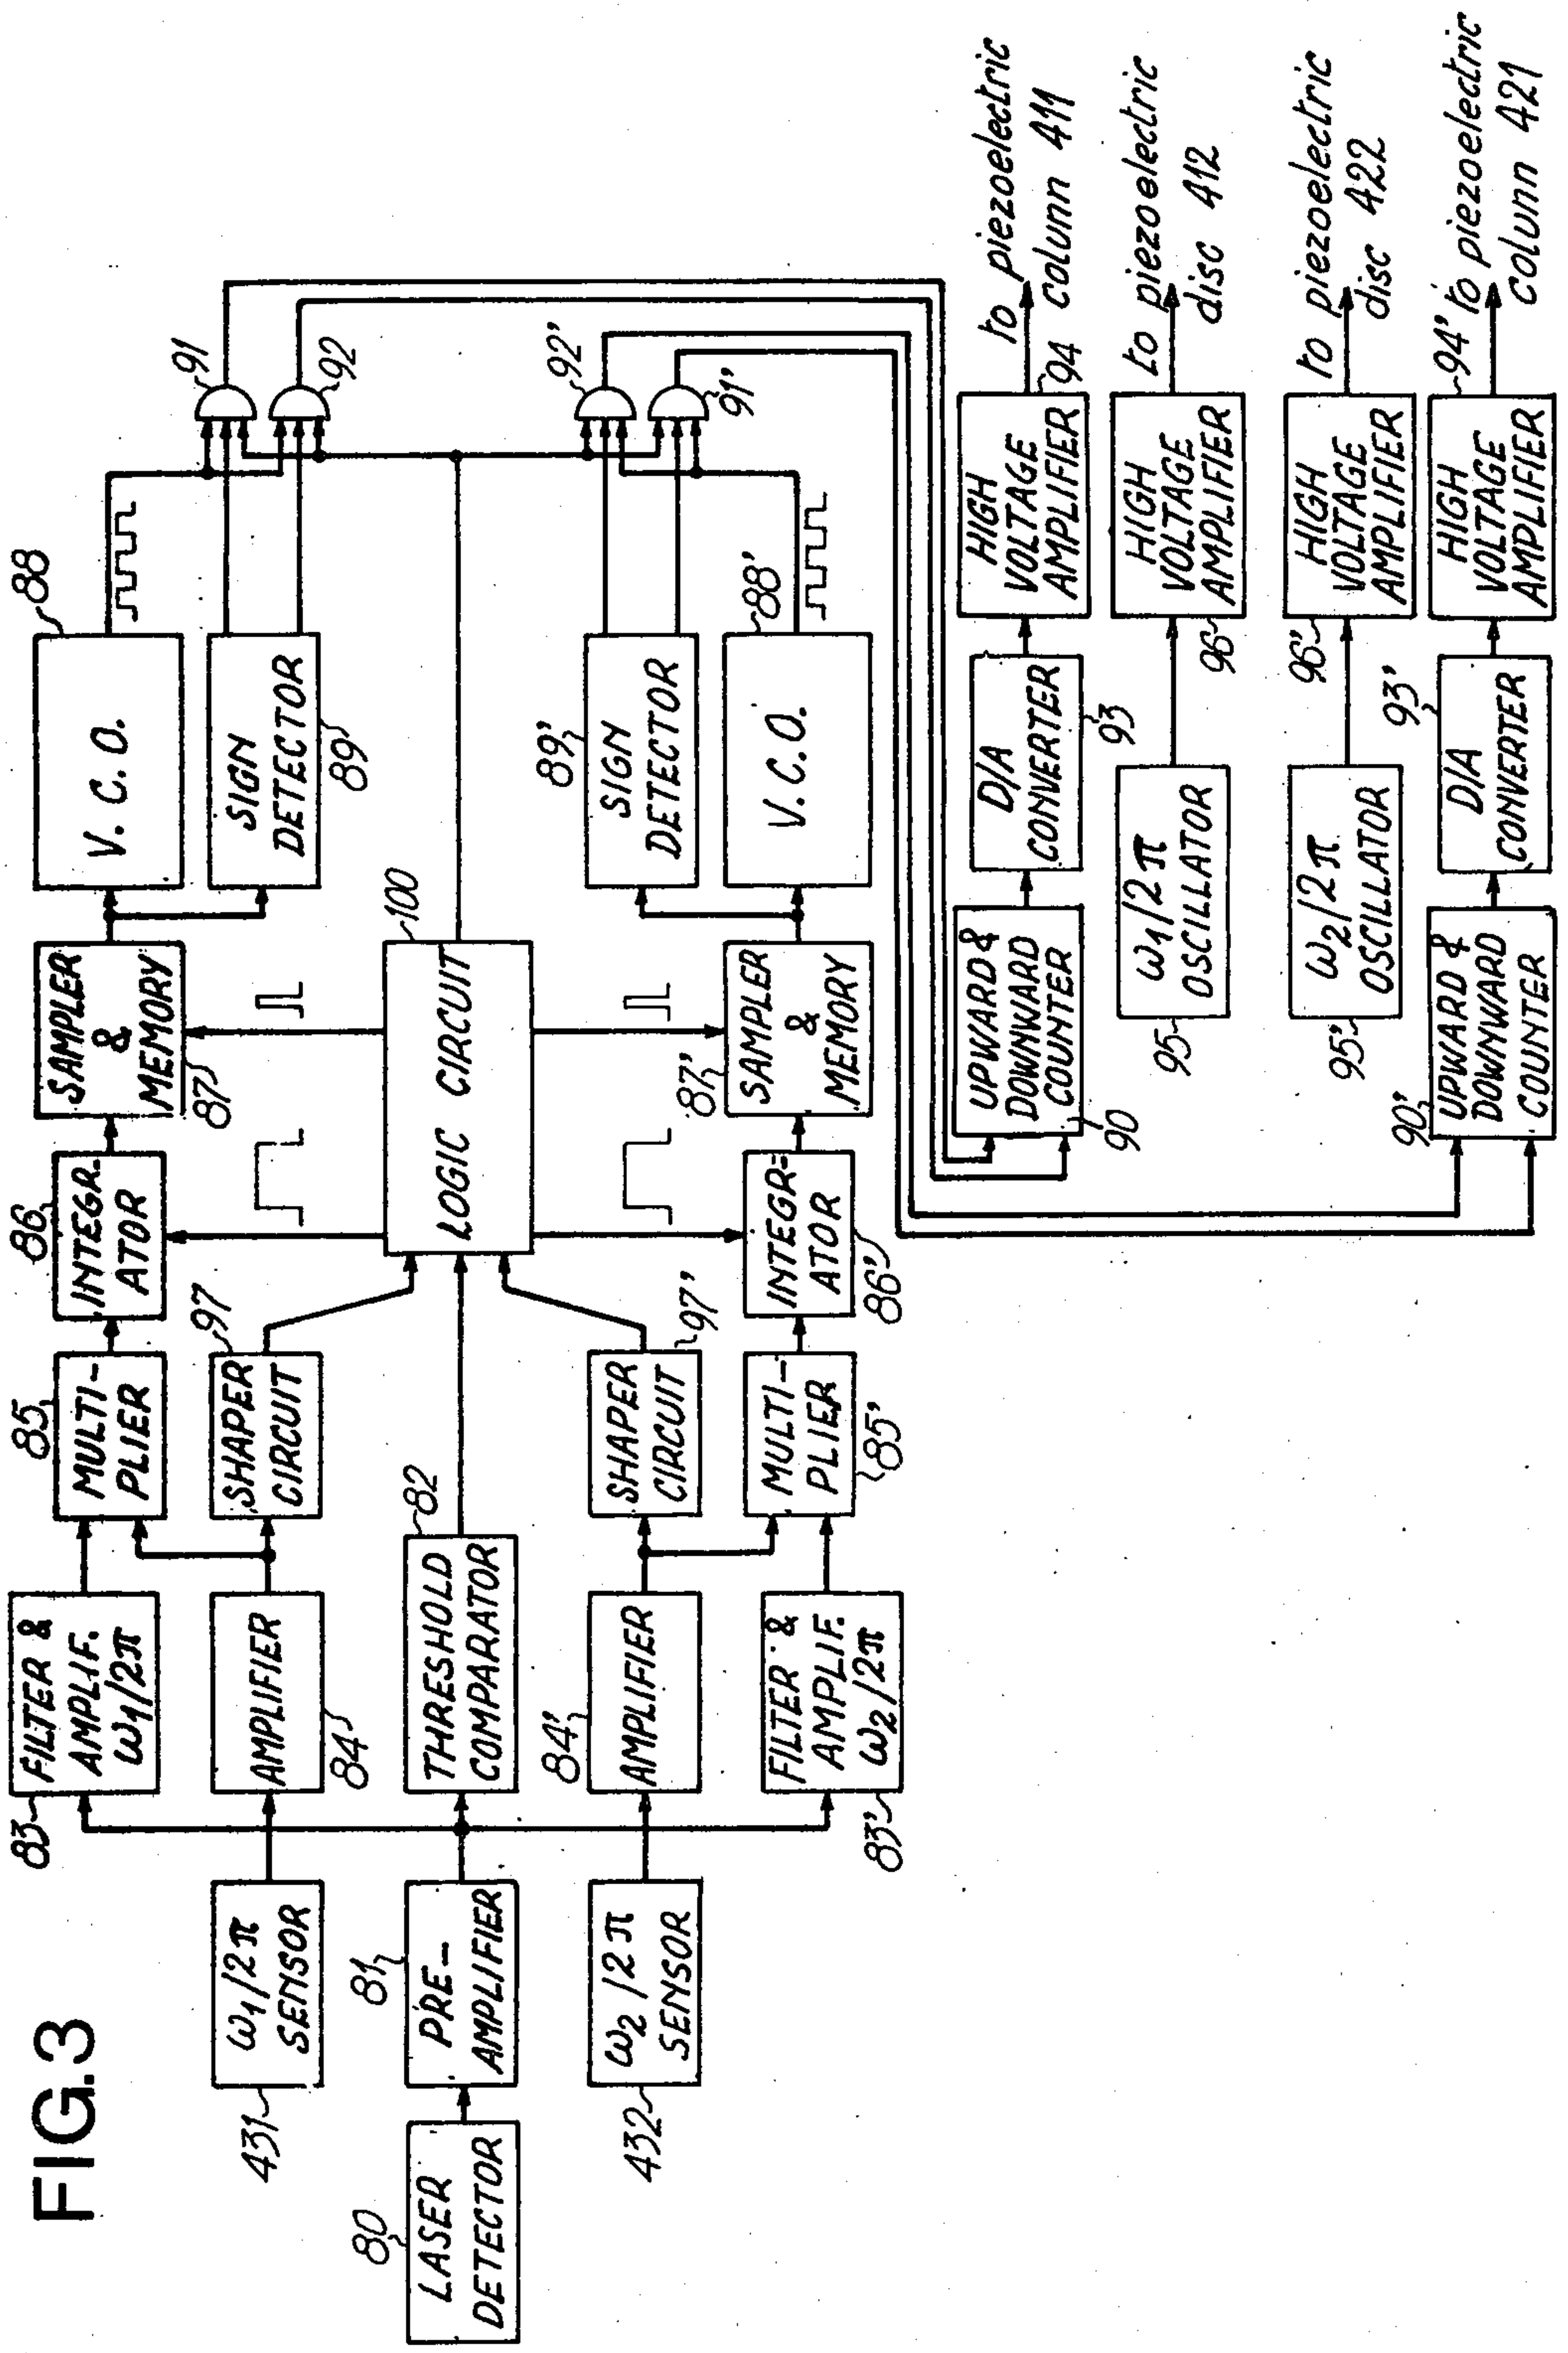 FIG.3
83
FILTER &
AMPLIF.
ω1/2π
85
MULTI-
PLIER
86
INTEGR-
ATOR
SAMPLER
&
MEMORY
87
88
V. C. O.
431
ω1/2π
SENSOR
AMPLIFIER
84
97
SHAPER
CIRCUIT
SIGN
DETECTOR
89
91
92
80
LASER
DETECTOR
81
PRE-
AMPLIFIER
82
THRESHOLD
COMPARATOR
100
LOGIC CIRCUIT
432
ω2/2π
SENSOR
84'
AMPLIFIER
SHAPER
CIRCUIT
97'
89'
SIGN
DETECTOR
92'
91'
83'
FILTER &
AMPLIF.
ω2/2π
MULTI-
PLIER
85'
INTEGR=
ATOR
86'
87'
SAMPLER
&
MEMORY
88'
V.C.O.
UPWARD &
DOWNWARD
COUNTER
90
D/A
CONVERTER
93
HIGH
VOLTAGE
AMPLIFIER
94
to piezoelectric
column 411
95
ω1/2π
OSCILLATOR
HIGH
VOLTAGE
AMPLIFIER
96
to piezoelectric
disc 412
95'
ω2/2π
OSCILLATOR
96'
HIGH
VOLTAGE
AMPLIFIER
to piezoelectric
disc 422
90'
UPWARD &
DOWNWARD
COUNTER
93'
D/A
CONVERTER
HIGH
VOLTAGE
AMPLIFIER
94'
to piezoelectric
column 421